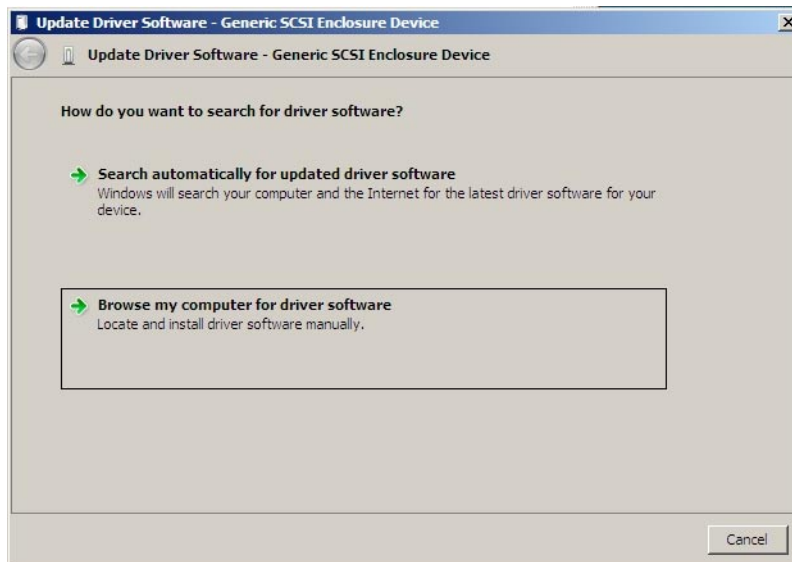 Update Driver Software - Generic SCSI Enclosure Device
Update Driver Software - Generic SCSI Enclosure Device
How do you want to search for driver software?
Search automatically for updated driver software
Windows will search your computer and the Internet for the latest driver software for your
device.
Browse my computer for driver software
Locate and install driver software manually.
Cancel